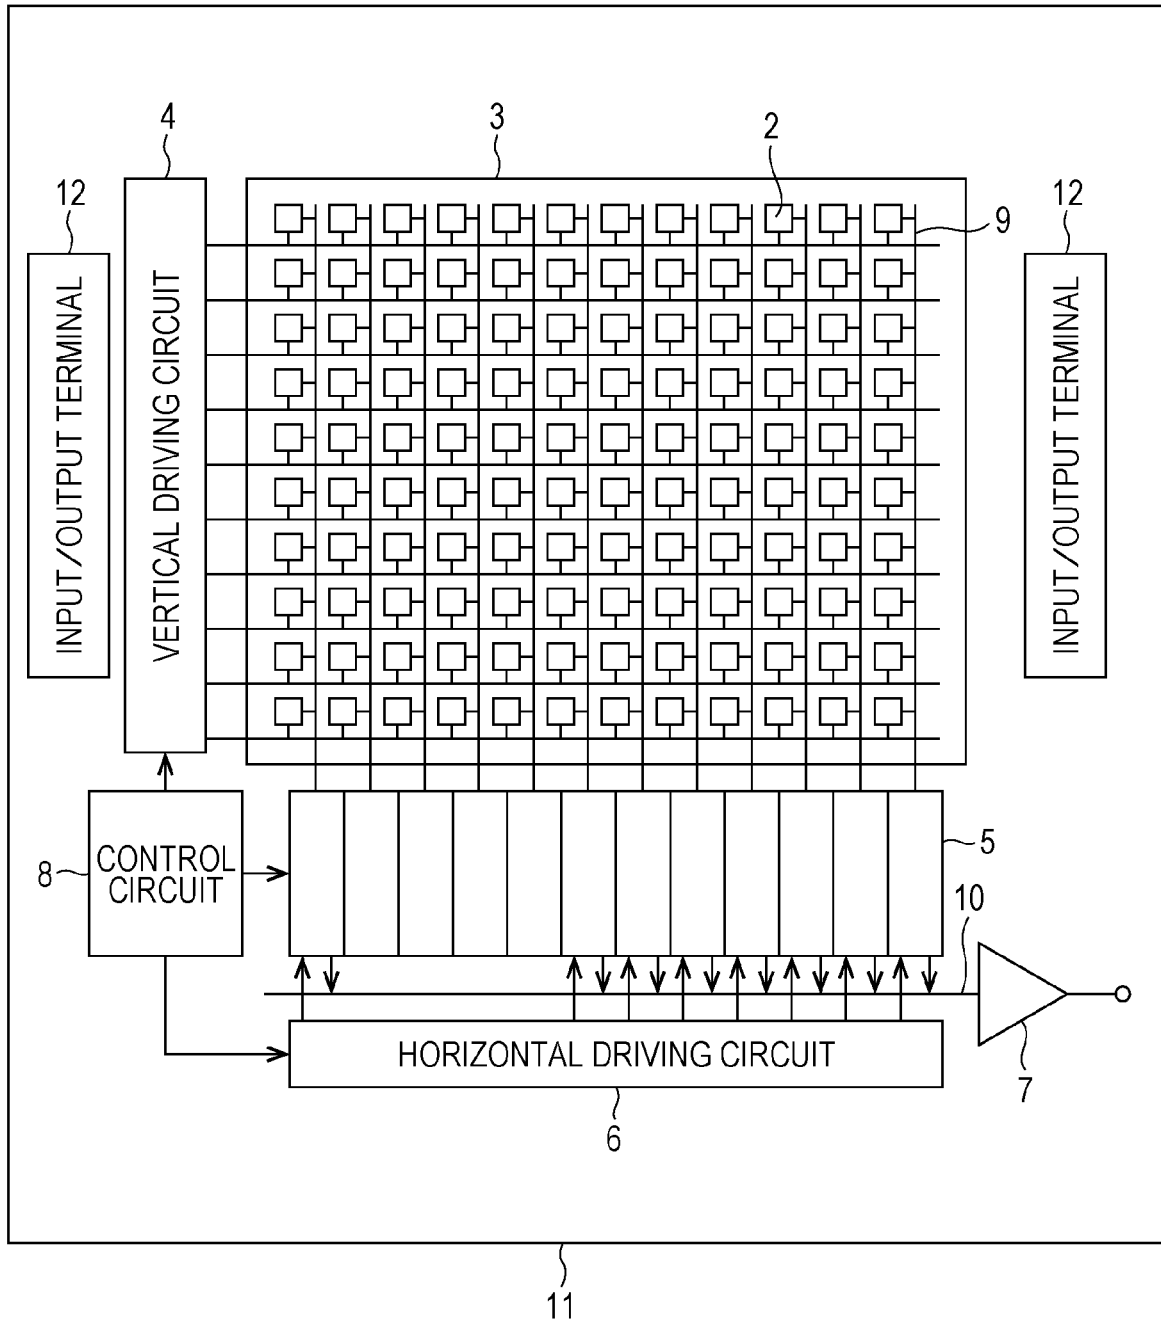 4
3
2
12
9
12
INPUT/OUTPUT TERMINAL
VERTICAL DRIVING CIRCUIT
INPUT/OUTPUT TERMINAL
8
CONTROL
CIRCUIT
5
10
HORIZONTAL DRIVING CIRCUIT
7
6
11